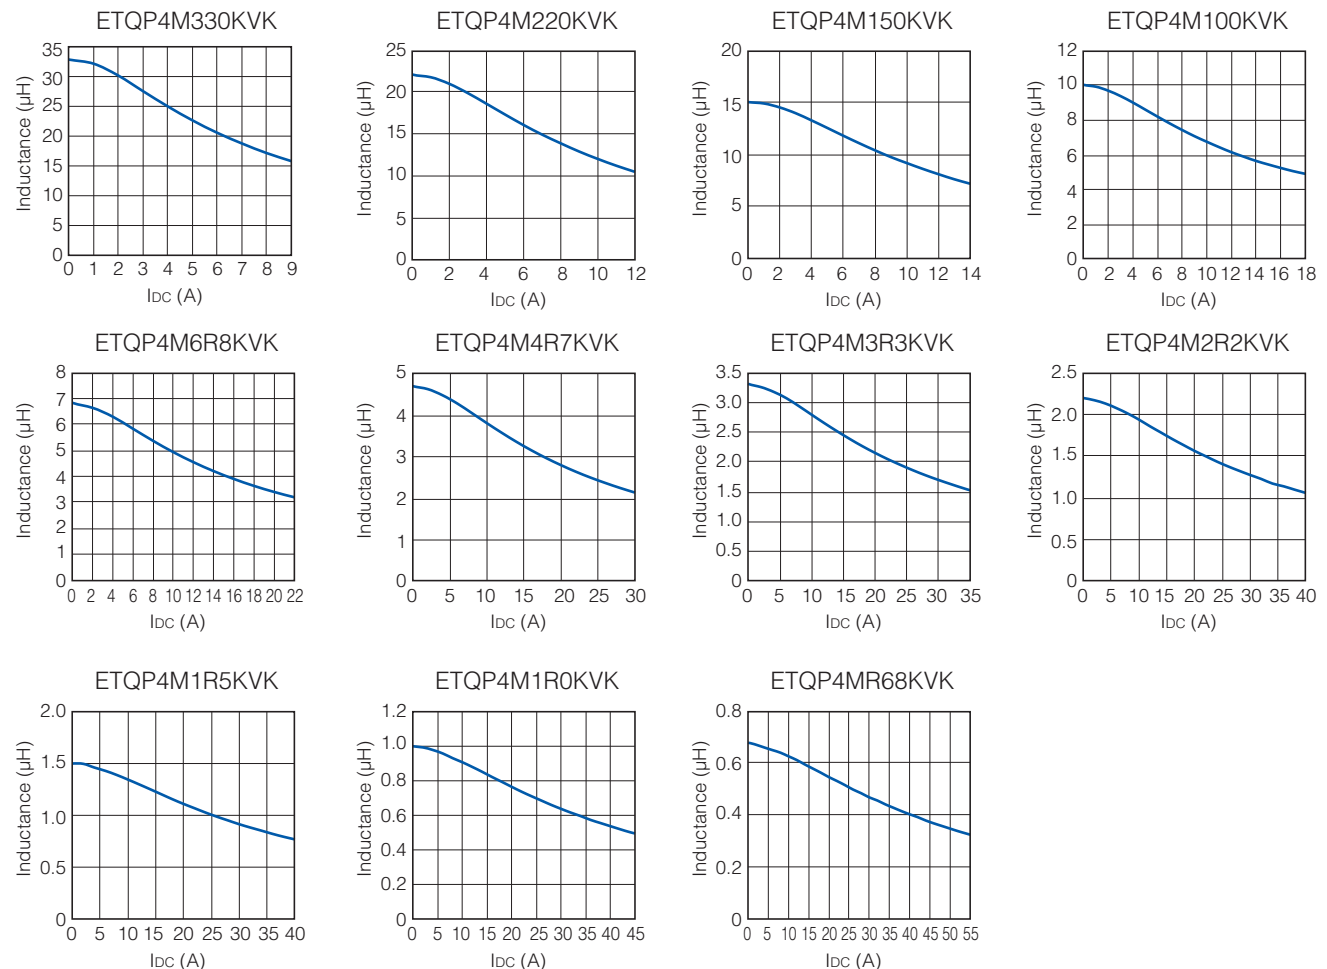 ETQP4M330KVK
Inductance (µH)
35
30
25
20
15
10
5
0
0 1 2 3 4 5 6 7 8 9
IDC (A)
ETQP4M220KVK
Inductance (µH)
25
20
15
10
5
0
0 2 4 6 8 10 12
IDC (A)
ETQP4M150KVK
Inductance (µH)
20
15
10
5
0
0 2 4 6 8 10 12 14
IDC (A)
ETQP4M100KVK
Inductance (µH)
12
10
8
6
4
2
0
0 2 4 6 8 10 12 14 16 18
IDC (A)
ETQP4M6R8KVK
Inductance (µH)
8
7
6
5
4
3
2
1
0
0 2 4 6 8 10 12 14 16 18 20 22
IDC (A)
ETQP4M4R7KVK
Inductance (µH)
5
4
3
2
1
0
0 5 10 15 20 25 30
IDC (A)
ETQP4M3R3KVK
Inductance (µH)
3.5
3.0
2.5
2.0
1.5
1.0
0.5
0
0 5 10 15 20 25 30 35
IDC (A)
ETQP4M2R2KVK
Inductance (µH)
2.5
2.0
1.5
1.0
0.5
0
0 5 10 15 20 25 30 35 40
IDC (A)
ETQP4M1R5KVK
Inductance (µH)
2.0
1.5
1.0
0.5
0
0 5 10 15 20 25 30 35 40
IDC (A)
ETQP4M1R0KVK
Inductance (µH)
1.2
1.0
0.8
0.6
0.4
0.2
0
0 5 10 15 20 25 30 35 40 45
IDC (A)
ETQP4MR68KVK
Inductance (µH)
0.8
0.6
0.4
0.2
0
0 5 10 15 20 25 30 35 40 45 50 55
IDC (A)